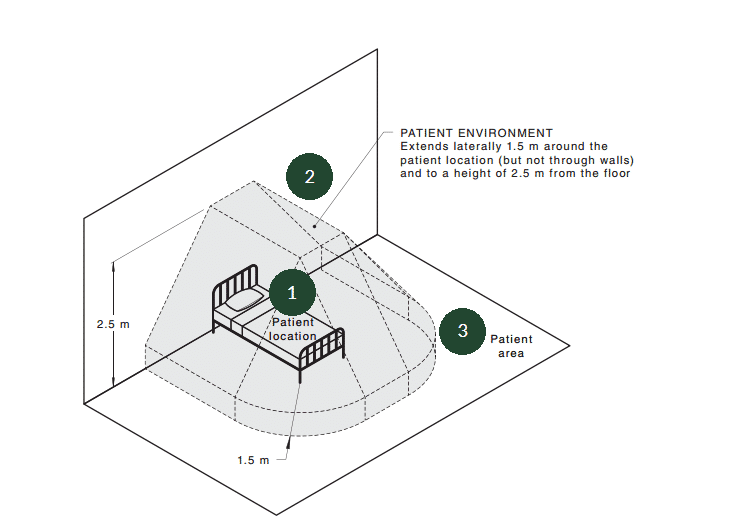 PATIENT ENVIRONMENT
Extends laterally 1.5 m around the
patient location (but not through walls)
and to a height of 2.5 m from the floor
2
1
Patient
location
2.5 m
3
Patient
area
1.5 m